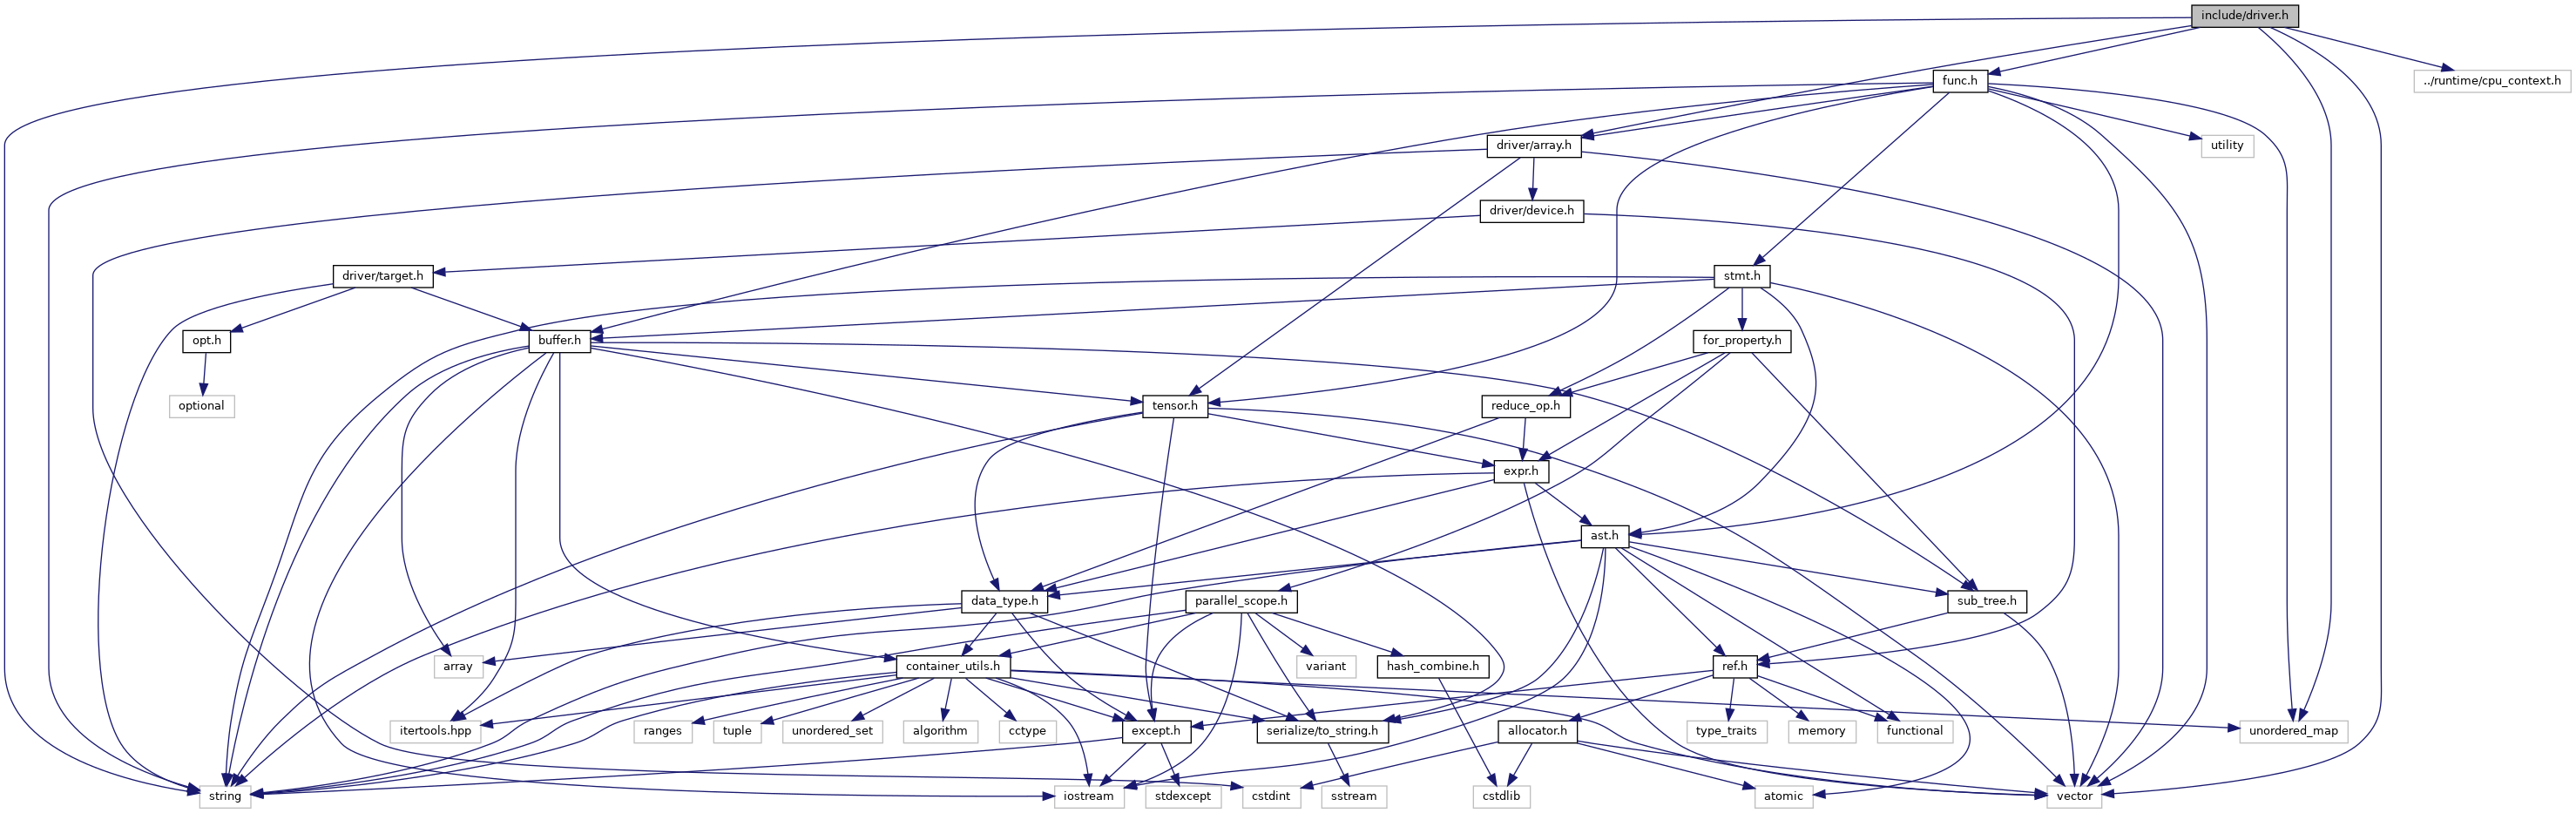 include/driver.h
func.h
../runtime/cpu_context.h
driver/array.h
utility
driver/device.h
driver/target.h
stmt.h
opt.h
buffer.h
for_property.h
optional
tensor.h
reduce_op.h
expr.h
ast.h
data_type.h
parallel_scope.h
sub_tree.h
array
container_utils.h
variant
hash_combine.h
ref.h
itertools.hpp
ranges
tuple
unordered_set
algorithm
cctype
except.h
serialize/to_string.h
allocator.h
type_traits
memory
functional
unordered_map
string
iostream
stdexcept
cstdint
sstream
cstdlib
atomic
vector